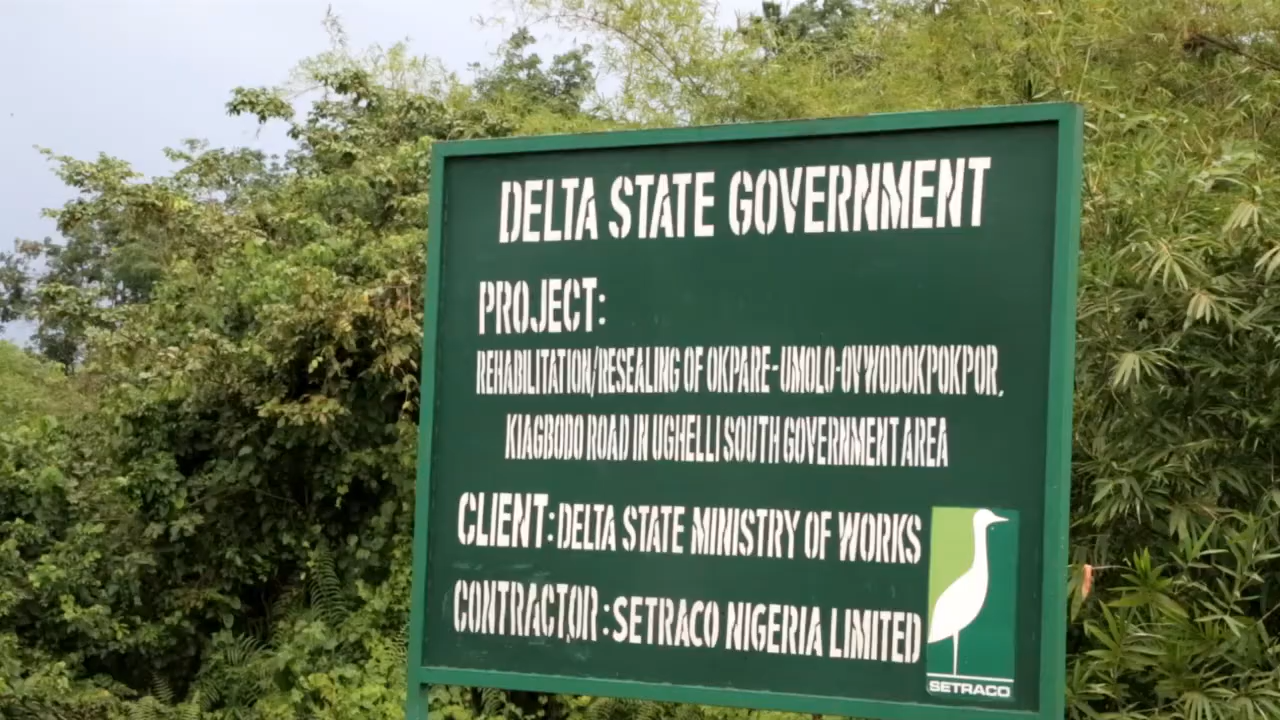 DELTA STATE GOVERNMENT
PROJECT:
REHABILITATION/RESEALING OF OKPARE-UMOLO-OVWODOKPOKPOR,
KIAGBODO ROAD IN UGHELLI SOUTH GOVERNMENT AREA
CLIENT: DELTA STATE MINISTRY OF WORKS
CONTRACTOR: SETRACO NIGERIA LIMITED
SETRACO